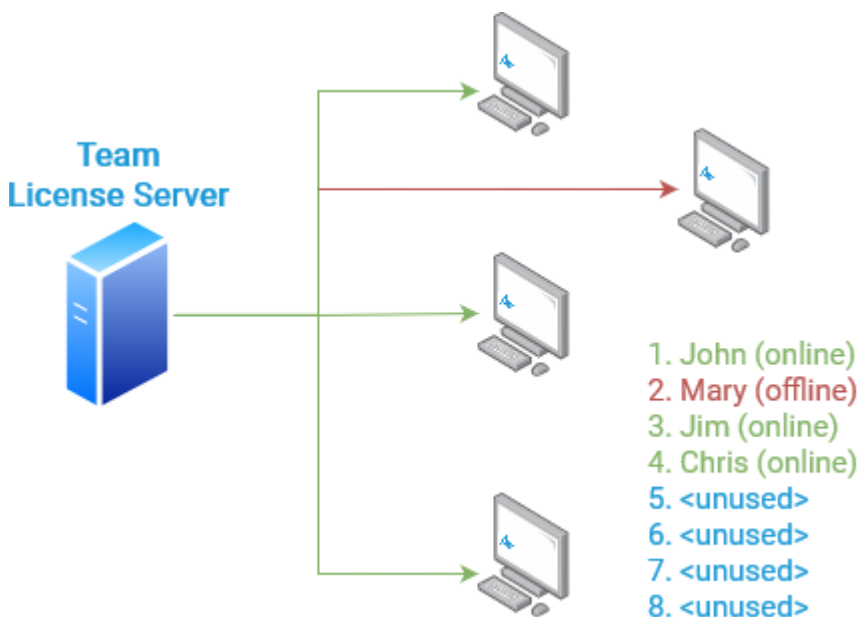 Team
License Server
1. John (online)
2. Mary (offline)
3. Jim (online)
4. Chris (online)
5. <unused>
6. <unused>
7. <unused>
8. <unused>